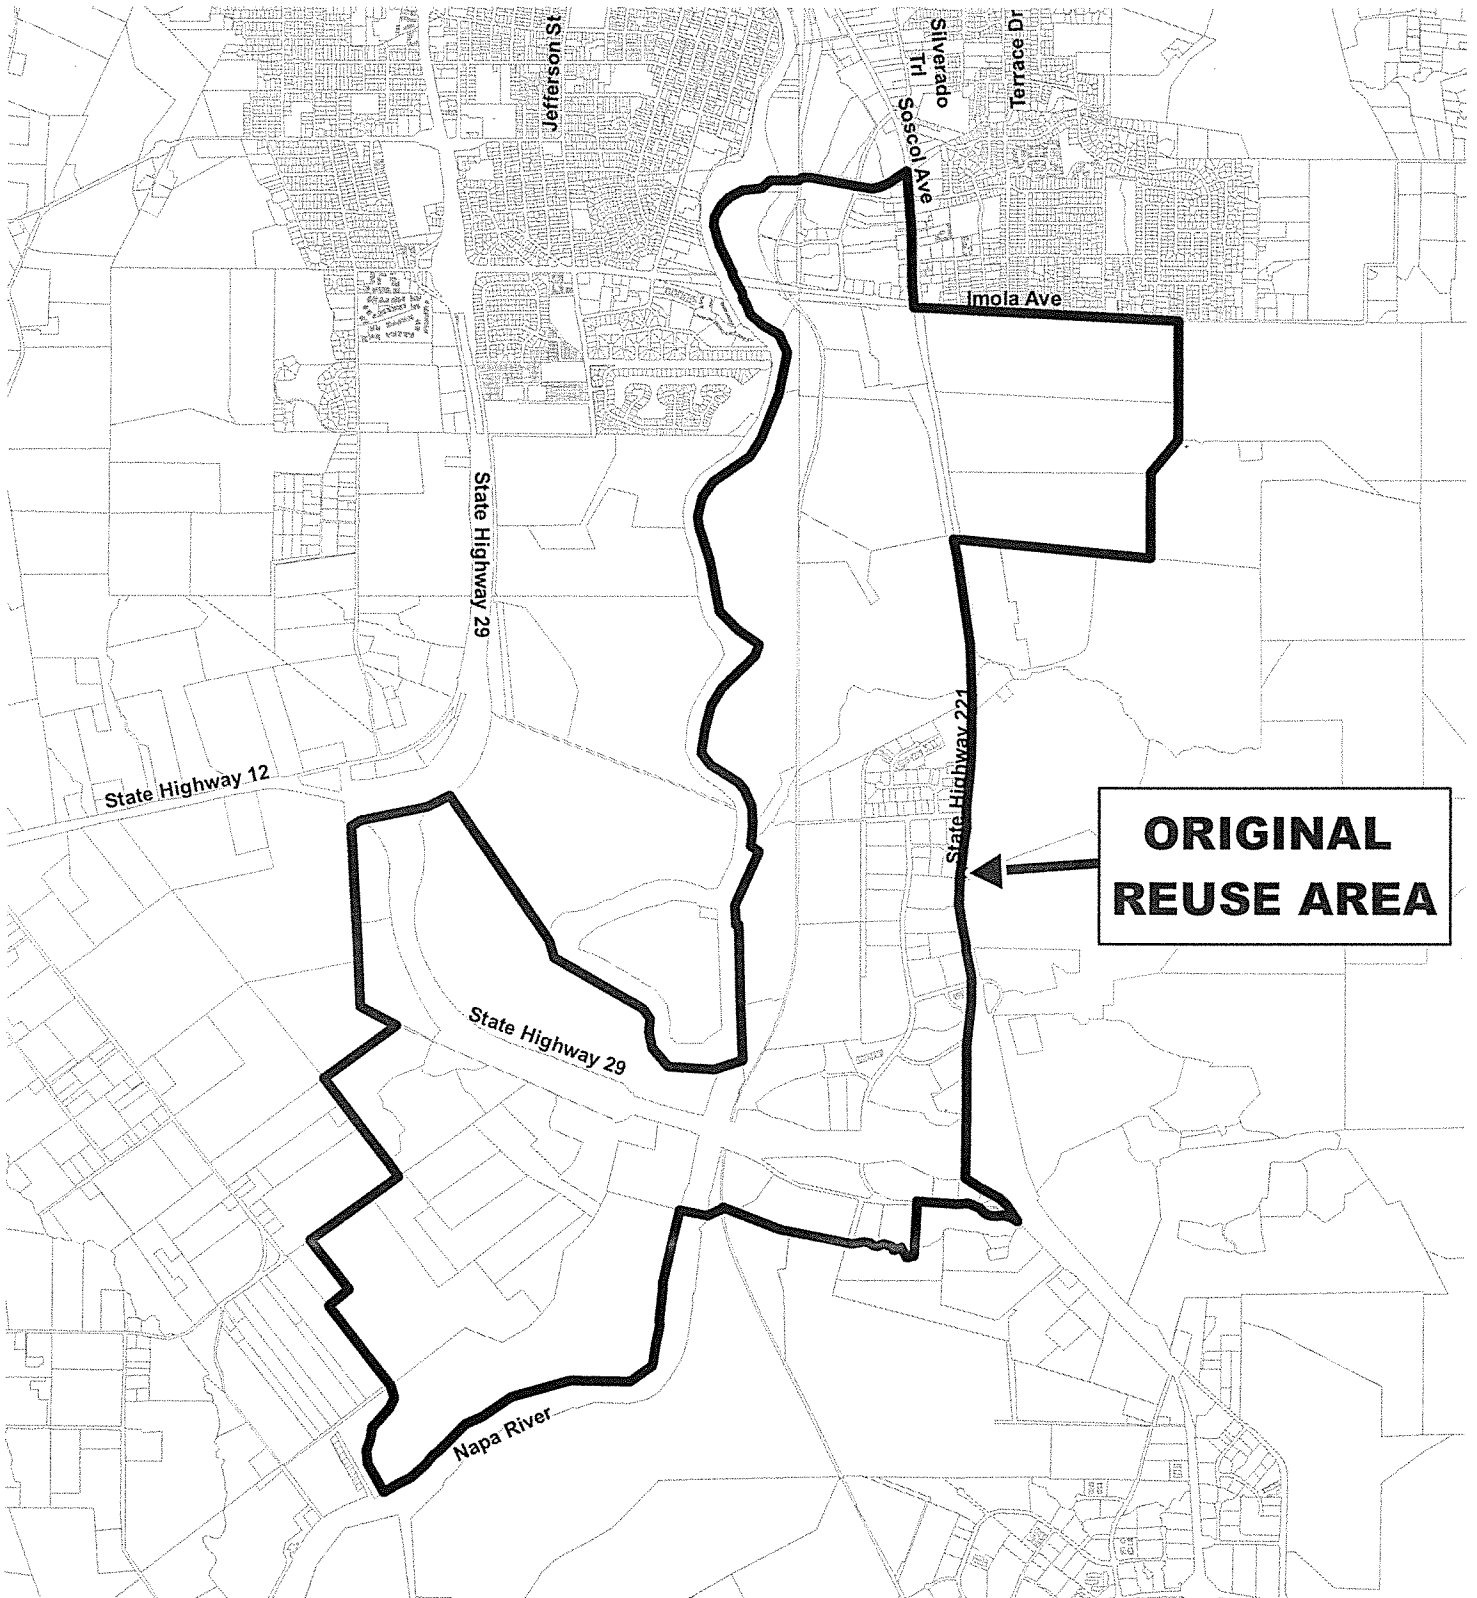 Jefferson St
Silverado
Trl
Terrace Dr
Soscol Ave
Imola Ave
State Highway 29
State Highway 221
State Highway 12
ORIGINAL
REUSE AREA
State Highway 29
Napa River